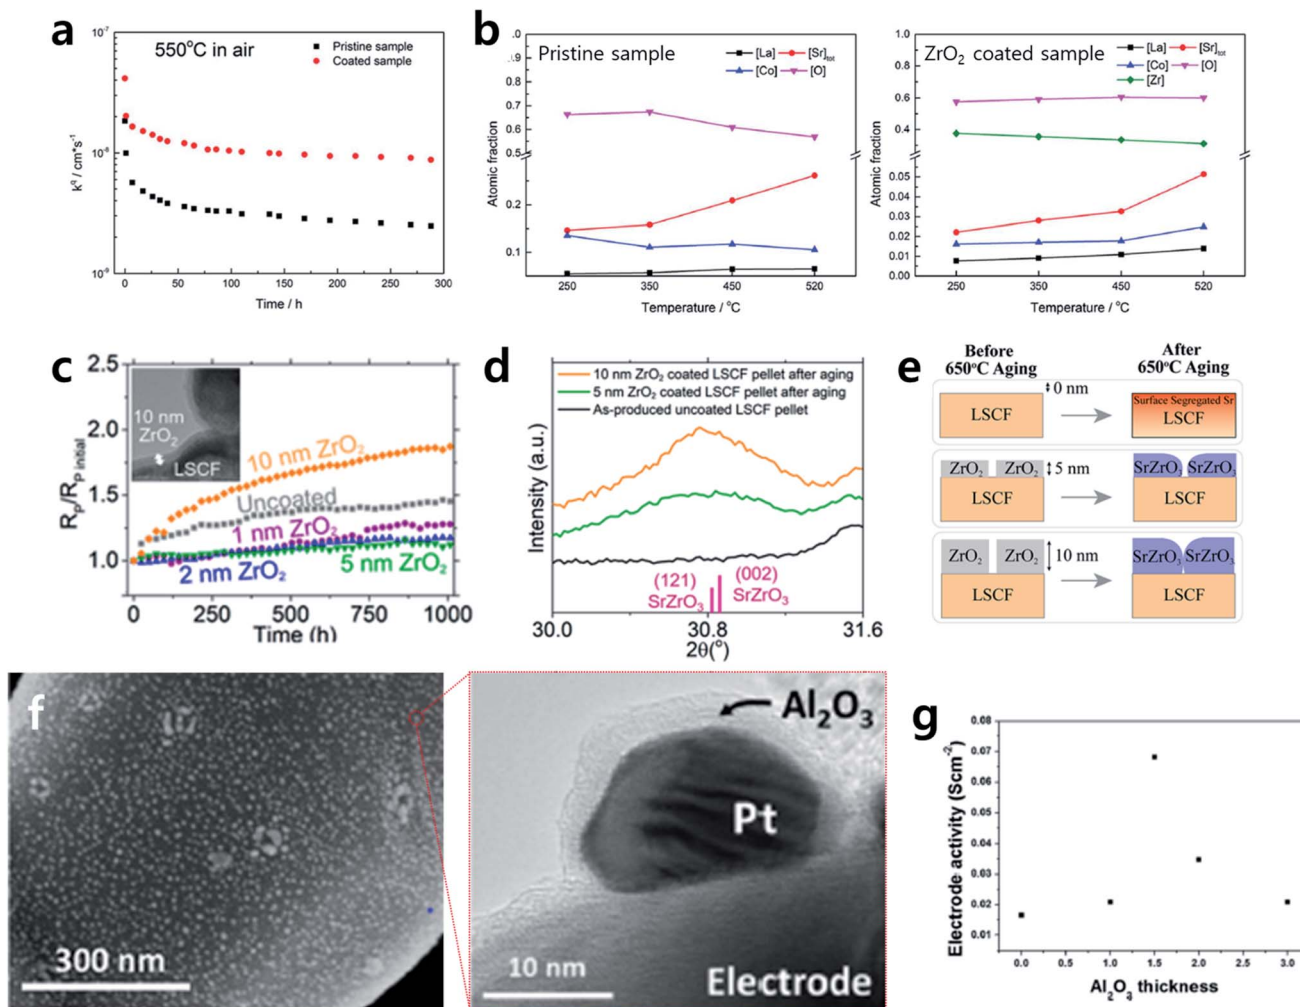 a
550°C in air
Pristine sample
Coated sample
10⁻⁷
10⁻⁸
10⁻⁹
k^q / cm*s⁻¹
0 50 100 150 200 250 300
Time / h
b
Pristine sample
[La] [Sr]tot
[Co] [O]
1.0
0.9
0.8
0.7
0.6
0.5
0.2
0.1
Atomic fraction
250 350 450 520
Temperature / °C
ZrO₂ coated sample
[La] [Sr]tot
[Co] [O]
[Zr]
1.0
0.8
0.6
0.4
0.05
0.04
0.03
0.02
0.01
0.00
Atomic fraction
250 350 450 520
Temperature / °C
c
2.5
2.0
1.5
1.0
R_P/R_P initial
10 nm
ZrO₂
LSCF
10 nm ZrO₂
Uncoated
1 nm ZrO₂
2 nm ZrO₂
5 nm ZrO₂
0 250 500 750 1000
Time (h)
d
10 nm ZrO₂ coated LSCF pellet after aging
5 nm ZrO₂ coated LSCF pellet after aging
As-produced uncoated LSCF pellet
Intensity (a.u.)
(121)
SrZrO₃
(002)
SrZrO₃
30.0 30.8 31.6
2θ(°)
e
Before
650°C Aging
After
650°C Aging
LSCF
0 nm
Surface Segregated Sr
LSCF
ZrO₂ ZrO₂
5 nm
LSCF
SrZrO₃ SrZrO₃
LSCF
ZrO₂ ZrO₂
10 nm
LSCF
SrZrO₃ SrZrO₃
LSCF
f
300 nm
Al₂O₃
Pt
10 nm
Electrode
g
0.08
0.07
0.06
0.05
0.04
0.03
0.02
0.01
Electrode activity (Scm⁻²)
0.0 0.5 1.0 1.5 2.0 2.5 3.0
Al₂O₃ thickness